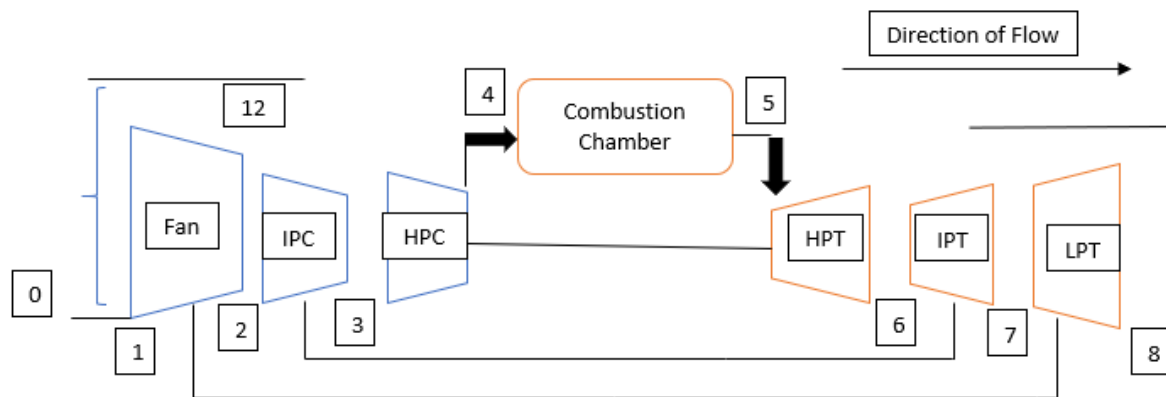 Direction of Flow
12
4
Combustion
Chamber
5
Fan
IPC
HPC
HPT
IPT
LPT
0
1
2
3
6
7
8